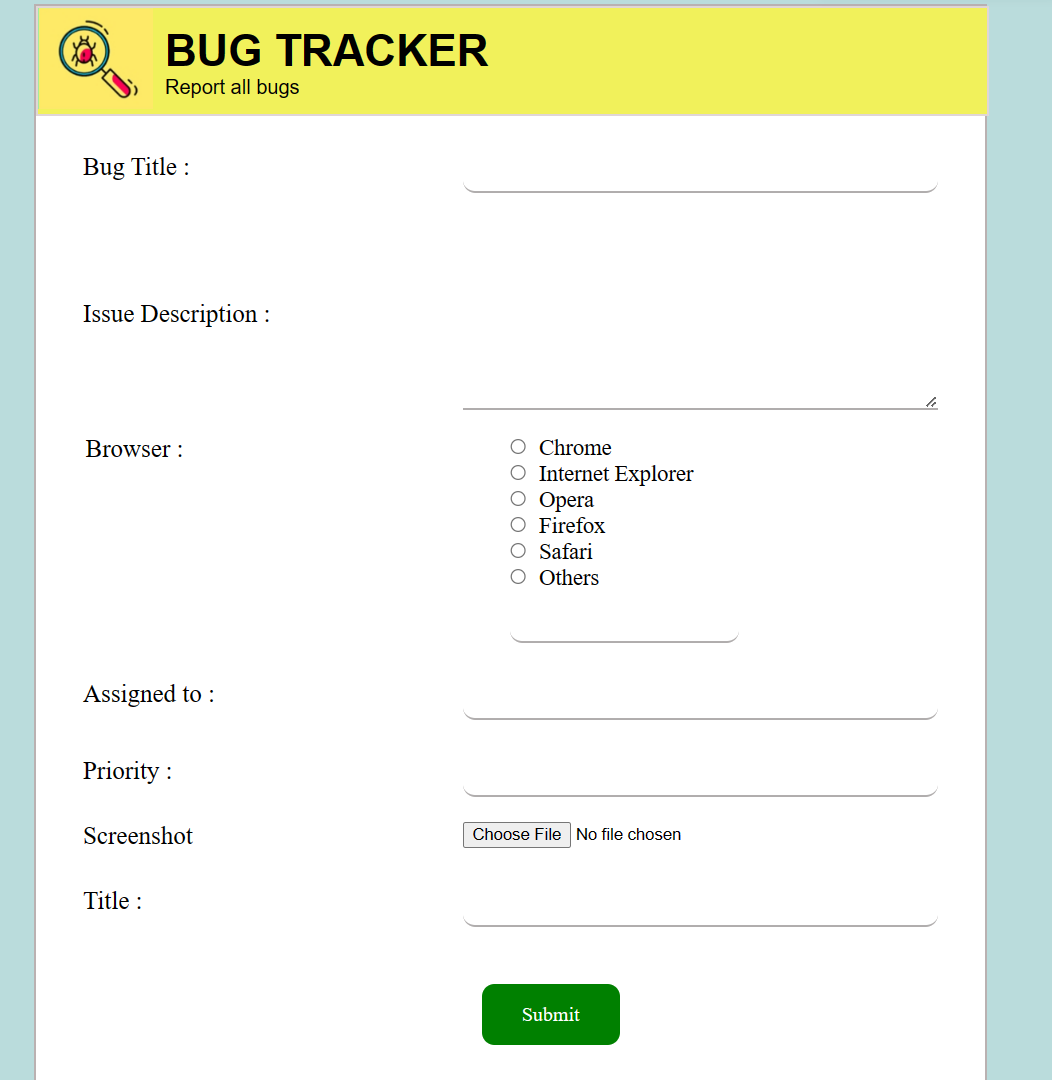 BUG TRACKER
Report all bugs
Bug Title :
Issue Description :
Browser :
Chrome
Internet Explorer
Opera
Firefox
Safari
Others
Assigned to :
Priority :
Screenshot
Choose File No file chosen
Title :
Submit